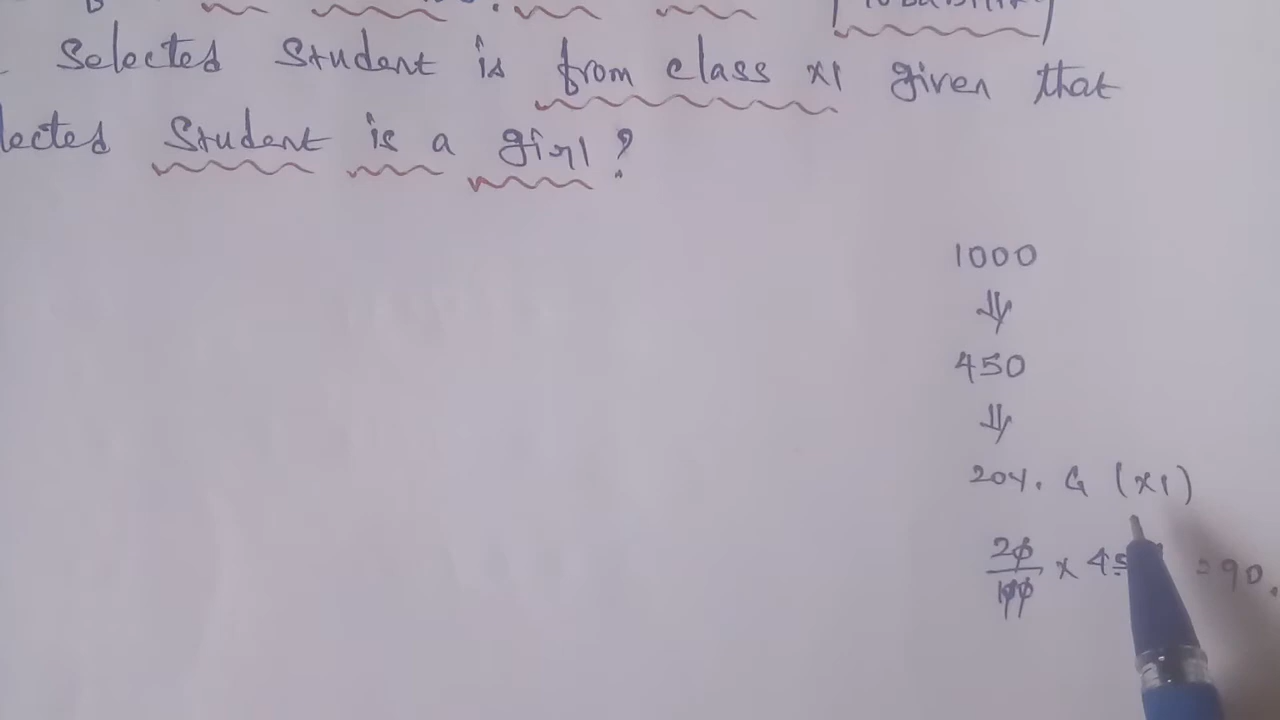 Selected Student is from class XI given that
lected Student is a girl?
1000
⇓
450
⇓
20%. G (XI)
20/100 × 45 = 90.